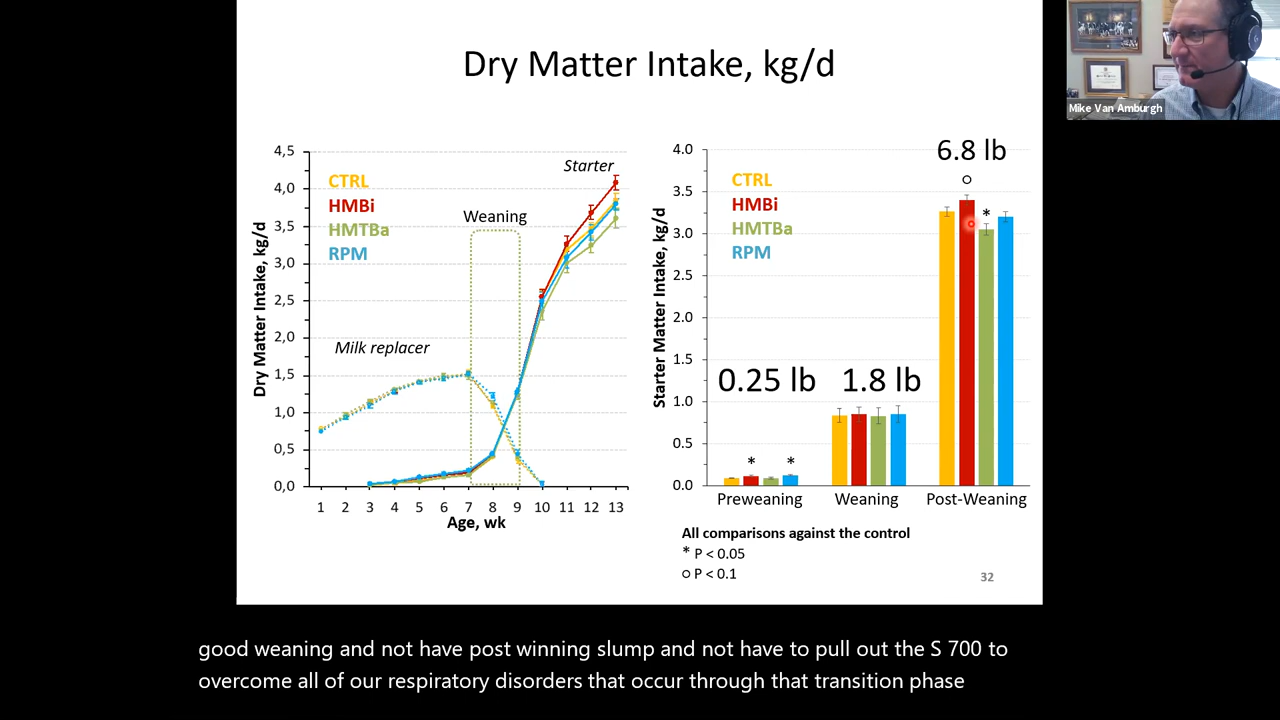 Dry Matter Intake, kg/d
Mike Van Amburgh
Dry Matter Intake, kg/d
4,5
4,0
3,5
3,0
2,5
2,0
1,5
1,0
0,5
0,0
CTRL
HMBi
HMTBa
RPM
Starter
Weaning
Milk replacer
1 2 3 4 5 6 7 8 9 10 11 12 13
Age, wk
Starter Matter Intake, kg/d
4.0
3.5
3.0
2.5
2.0
1.5
1.0
0.5
0.0
CTRL
HMBi
HMTBa
RPM
6.8 lb
*
0.25 lb 1.8 lb
* *
Preweaning Weaning Post-Weaning
All comparisons against the control
* P < 0.05
○ P < 0.1
32
good weaning and not have post winning slump and not have to pull out the S 700 to
overcome all of our respiratory disorders that occur through that transition phase